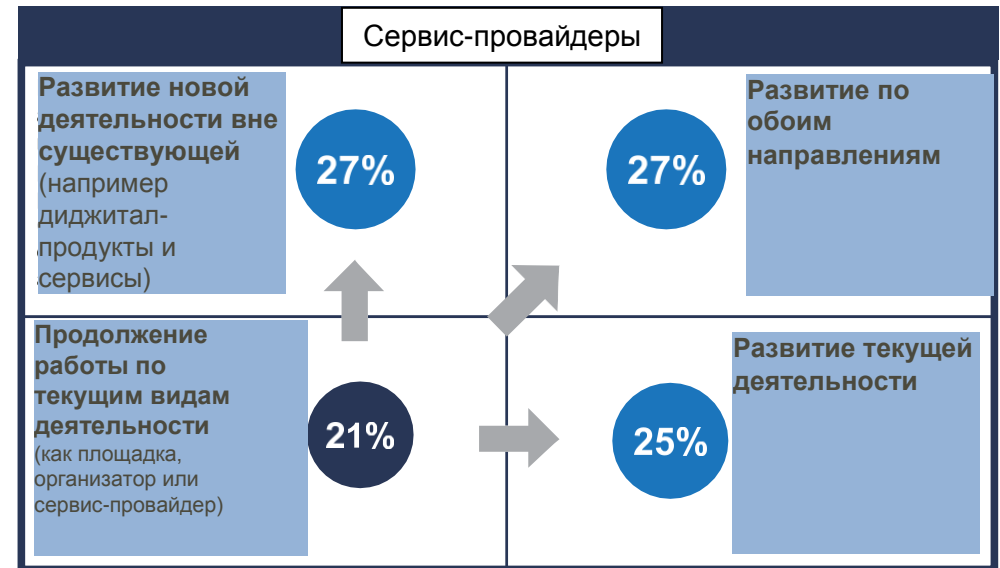 Сервис-провайдеры
Развитие новой
деятельности вне
существующей
(например
диджитал-
продукты и
сервисы)
27%
27%
Развитие по
обоим
направлениям
Продолжение
работы по
текущим видам
деятельности
(как площадка,
организатор или
сервис-провайдер)
21%
25%
Развитие текущей
деятельности